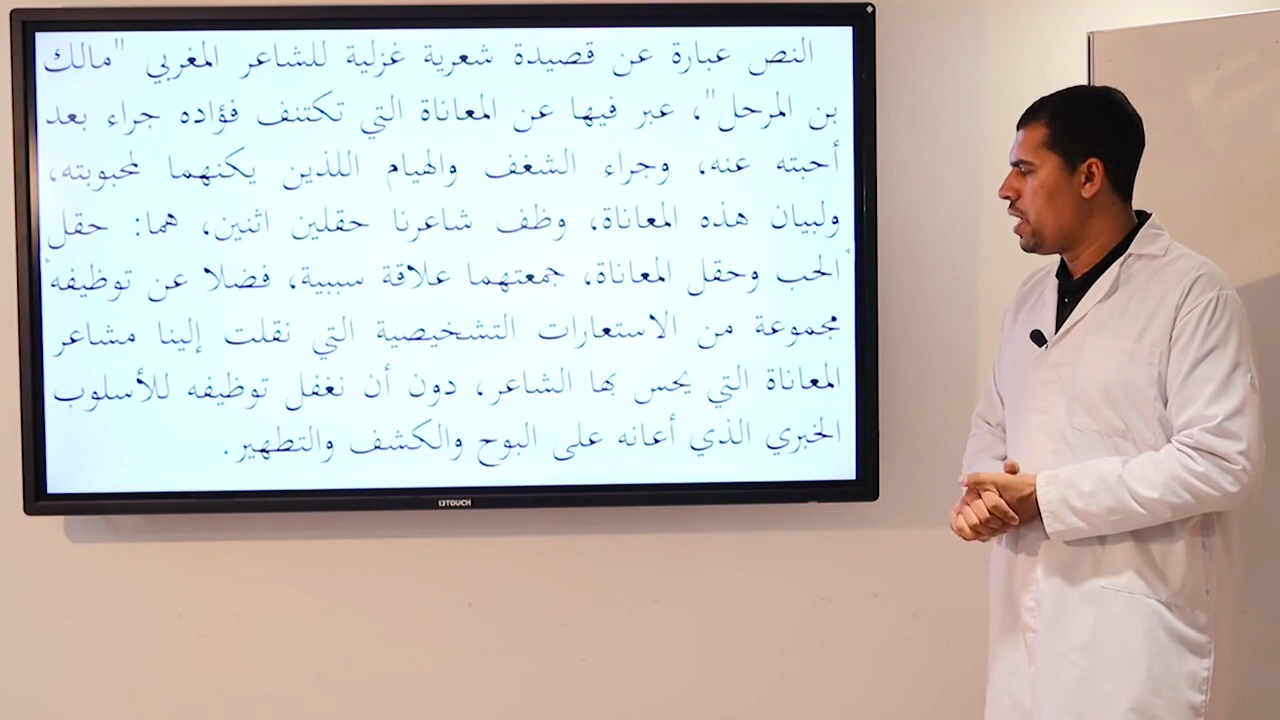 النص عبارة عن قصيدة شعرية غزلية للشاعر المغربي "مالك
بن المرحل"، عبر فيها عن المعاناة التي تكتنف فؤاده جراء بعد
أحبته عنه، وجراء الشغف والهيام اللذين يكنهما لمحبوبته،
ولبيان هذه المعاناة، وظف شاعرنا حقلين اثنين، هما: حقل
الحب وحقل المعاناة، جمعتهما علاقة سببية، فضلا عن توظيفه
مجموعة من الاستعارات التشخيصية التي نقلت إلينا مشاعر
المعاناة التي يحس بها الشاعر، دون أن نغفل توظيفه للأسلوب
الخبري الذي أعانه على البوح والكشف والتطهير.
I3TOUCH